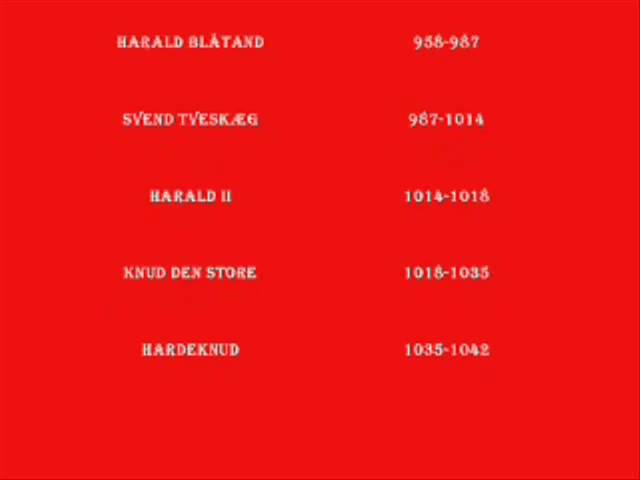 HARALD BLÅTAND 958-987
SVEND TVESKÆG 987-1014
HARALD II 1014-1018
KNUD DEN STORE 1018-1035
HARDEKNUD 1035-1042